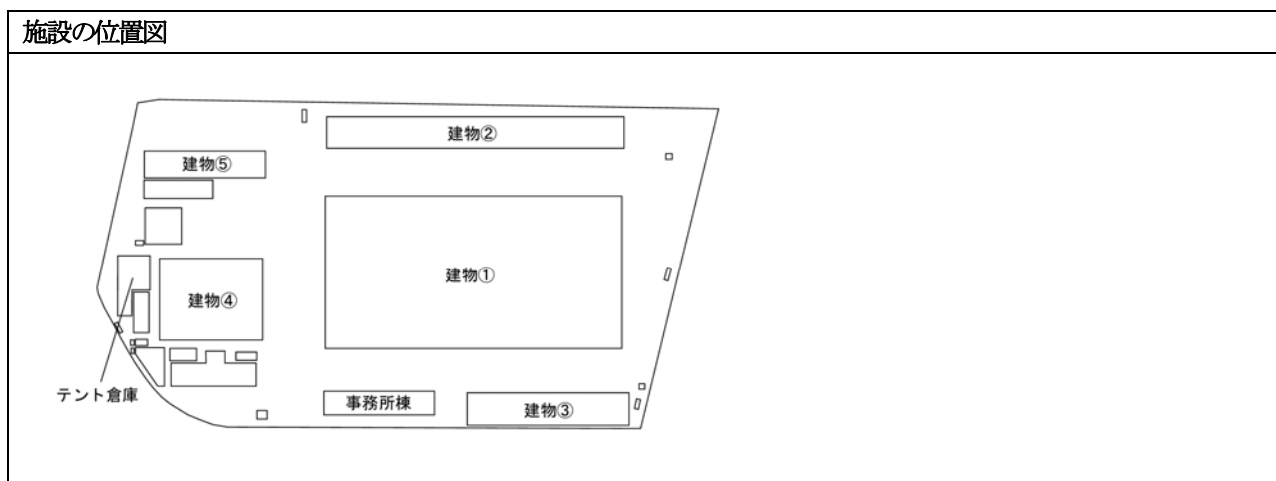 施設の位置図
建物②
建物⑤
建物①
建物④
テント倉庫
事務所棟
建物③